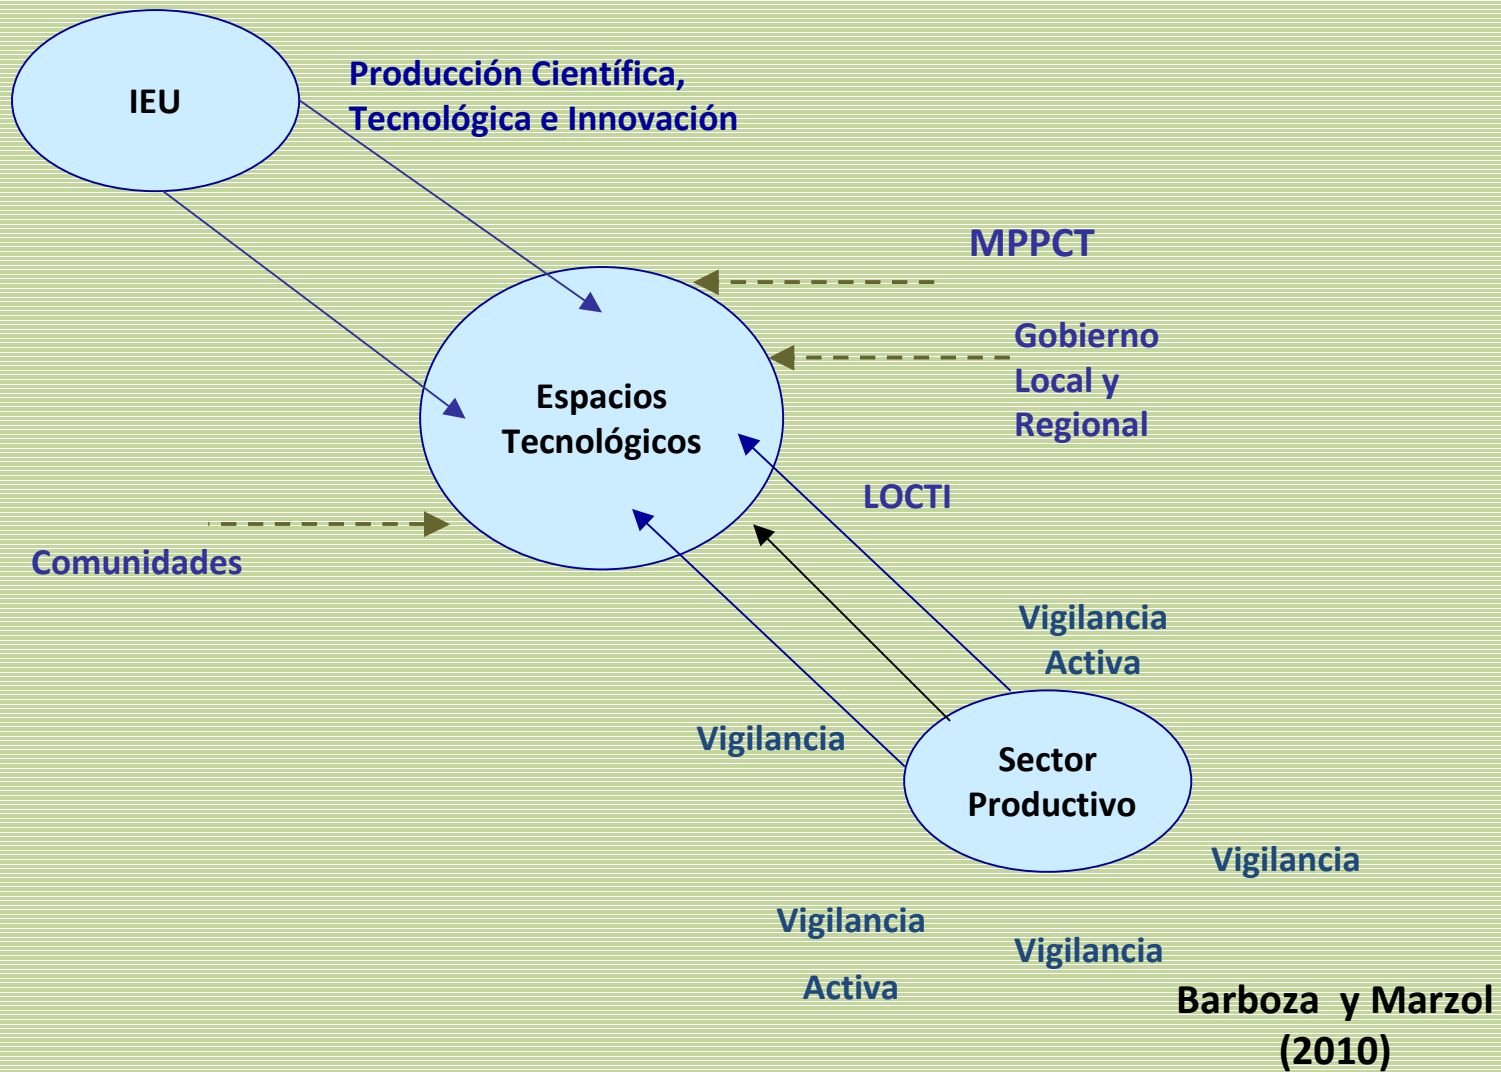 IEU
Producción Científica,
Tecnológica e Innovación
MPPCT
Gobierno
Local y
Regional
Espacios
Tecnológicos
LOCTI
Comunidades
Vigilancia
Activa
Vigilancia
Sector
Productivo
Vigilancia
Vigilancia
Activa
Vigilancia
Barboza y Marzol
(2010)